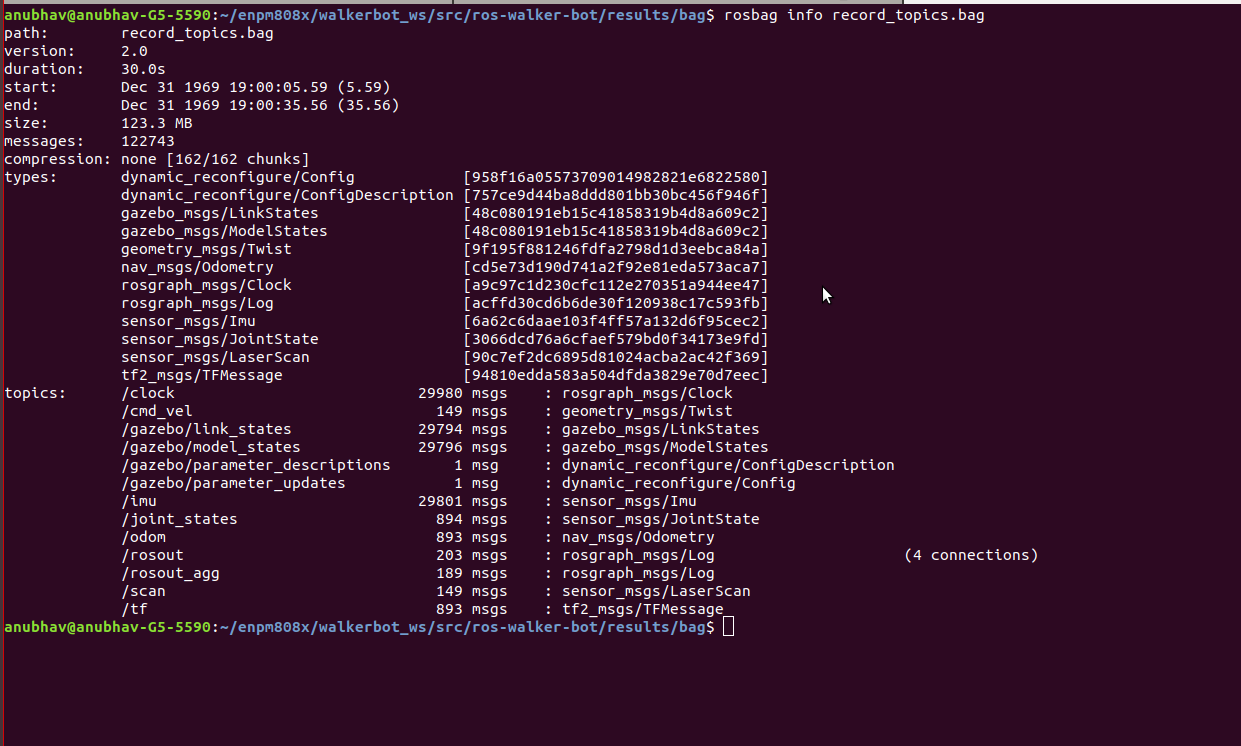 anubhav@anubhav-G5-5590:~/enpm808x/walkerbot_ws/src/ros-walker-bot/results/bag$ rosbag info record_topics.bag
path:        record_topics.bag
version:     2.0
duration:    30.0s
start:       Dec 31 1969 19:00:05.59 (5.59)
end:         Dec 31 1969 19:00:35.56 (35.56)
size:        123.3 MB
messages:    122743
compression: none [162/162 chunks]
types:       dynamic_reconfigure/Config            [958f16a05573709014982821e6822580]
             dynamic_reconfigure/ConfigDescription [757ce9d44ba8ddd801bb30bc456f946f]
             gazebo_msgs/LinkStates                [48c080191eb15c41858319b4d8a609c2]
             gazebo_msgs/ModelStates               [48c080191eb15c41858319b4d8a609c2]
             geometry_msgs/Twist                   [9f195f881246fdfa2798d1d3eebca84a]
             nav_msgs/Odometry                     [cd5e73d190d741a2f92e81eda573aca7]
             rosgraph_msgs/Clock                   [a9c97c1d230cfc112e270351a944ee47]
             rosgraph_msgs/Log                     [acffd30cd6b6de30f120938c17c593fb]
             sensor_msgs/Imu                       [6a62c6daae103f4ff57a132d6f95cec2]
             sensor_msgs/JointState                [3066dcd76a6cfaef579bd0f34173e9fd]
             sensor_msgs/LaserScan                 [90c7ef2dc6895d81024acba2ac42f369]
             tf2_msgs/TFMessage                    [94810edda583a504dfda3829e70d7eec]
topics:      /clock                           29980 msgs    : rosgraph_msgs/Clock
             /cmd_vel                           149 msgs    : geometry_msgs/Twist
             /gazebo/link_states              29794 msgs    : gazebo_msgs/LinkStates
             /gazebo/model_states             29796 msgs    : gazebo_msgs/ModelStates
             /gazebo/parameter_descriptions       1 msg     : dynamic_reconfigure/ConfigDescription
             /gazebo/parameter_updates            1 msg     : dynamic_reconfigure/Config
             /imu                             29801 msgs    : sensor_msgs/Imu
             /joint_states                      894 msgs    : sensor_msgs/JointState
             /odom                              893 msgs    : nav_msgs/Odometry
             /rosout                            203 msgs    : rosgraph_msgs/Log                     (4 connections)
             /rosout_agg                        189 msgs    : rosgraph_msgs/Log
             /scan                              149 msgs    : sensor_msgs/LaserScan
             /tf                                893 msgs    : tf2_msgs/TFMessage
anubhav@anubhav-G5-5590:~/enpm808x/walkerbot_ws/src/ros-walker-bot/results/bag$